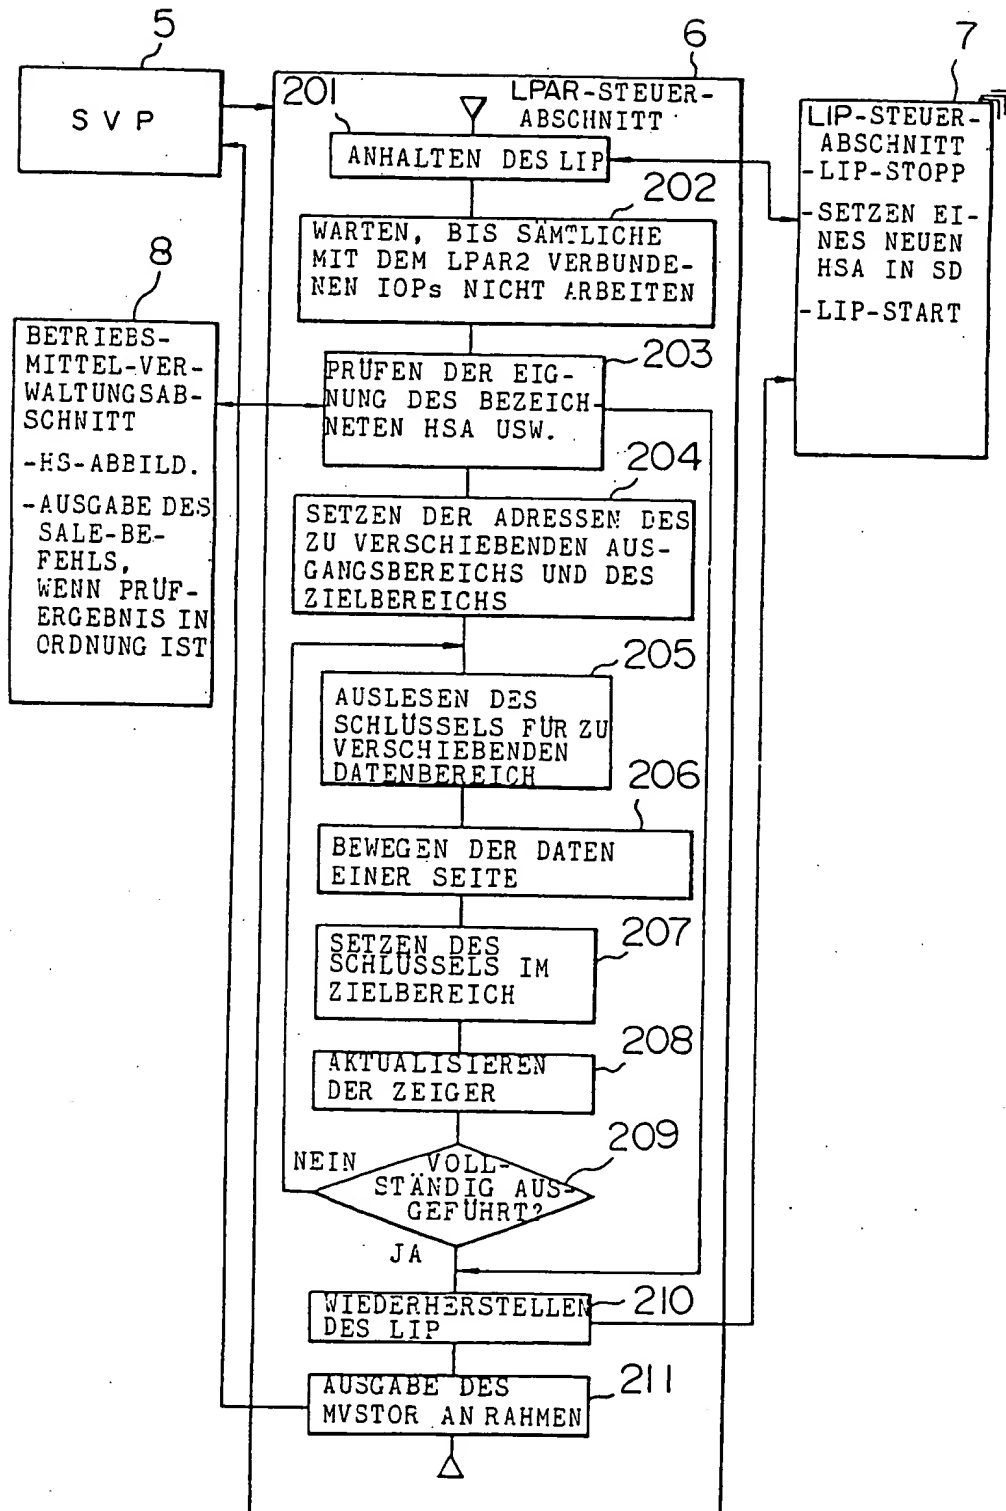 5
SVP
6
LPAR-STEUER-
ABSCHNITT
7
LIP-STEUER-
ABSCHNITT
-LIP-STOPP
-SETZEN EI-
NES NEUEN
HSA IN SD
-LIP-START
8
BETRIEBS-
MITTEL-VER-
WALTUNGSAB-
SCHNITT
-HS-ABBILD.
-AUSGABE DES
SALE-BE-
FEHLS,
WENN PRÜF-
ERGEBNIS IN
ORDNUNG IST
201
ANHALTEN DES LIP
202
WARTEN, BIS SÄMTLICHE
MIT DEM LPAR2 VERBUNDE-
NEN IOPs NICHT ARBEITEN
203
PRÜFEN DER EIG-
NUNG DES BEZEICH-
NETEN HSA USW.
204
SETZEN DER ADRESSEN DES
ZU VERSCHIEBENDEN AUS-
GANGSBEREICHS UND DES
ZIELBEREICHS
205
AUSLESEN DES
SCHLÜSSELS FÜR ZU
VERSCHIEBENDEN
DATENBEREICH
206
BEWEGEN DER DATEN
EINER SEITE
207
SETZEN DES
SCHLÜSSELS IM
ZIELBEREICH
208
AKTUALISIEREN
DER ZEIGER
209
NEIN
VOLL-
STÄNDIG AUS-
GEFÜHRT?
JA
210
WIEDERHERSTELLEN
DES LIP
211
AUSGABE DES
MVSTOR AN RAHMEN